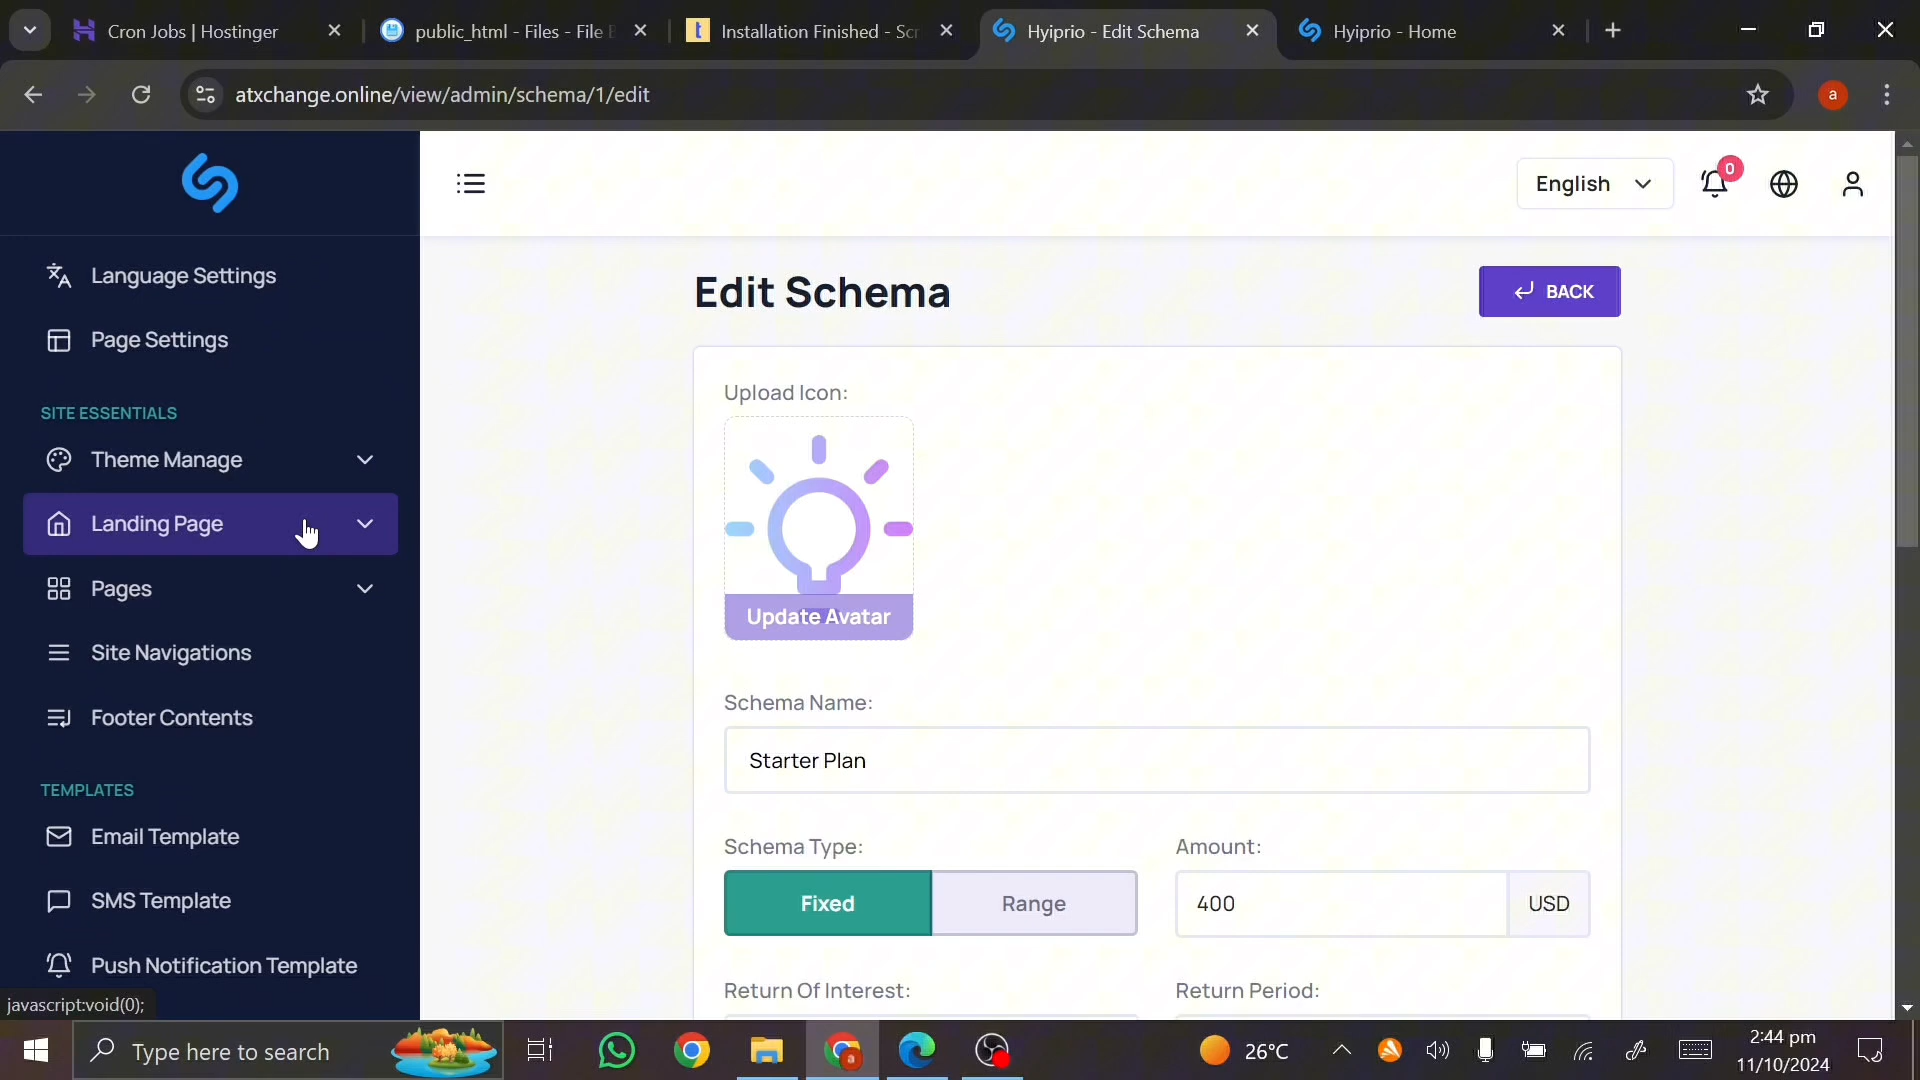 Cron Jobs | Hostinger
public_html - Files - File
Installation Finished - Scr
Hyiprio - Edit Schema
Hyiprio - Home
atxchange.online/view/admin/schema/1/edit
a
English
0
Language Settings
Page Settings
SITE ESSENTIALS
Theme Manage
Landing Page
Pages
Site Navigations
Footer Contents
TEMPLATES
Email Template
SMS Template
Push Notification Template
javascript:void(0);
Edit Schema
BACK
Upload Icon:
Update Avatar
Schema Name:
Starter Plan
Schema Type:
Amount:
Fixed
Range
400
USD
Return Of Interest:
Return Period:
Type here to search
26°C
2:44 pm
11/10/2024